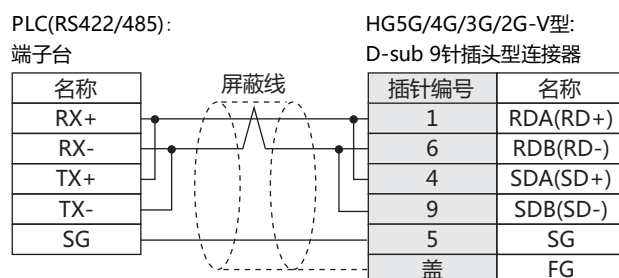 PLC(RS422/485):
端子台
HG5G/4G/3G/2G-V型:
D-sub 9针插头型连接器
名称
屏蔽线
插针编号 名称
RX+ 1 RDA(RD+)
RX- 6 RDB(RD-)
TX+ 4 SDA(SD+)
TX- 9 SDB(SD-)
SG 5 SG
盖 FG